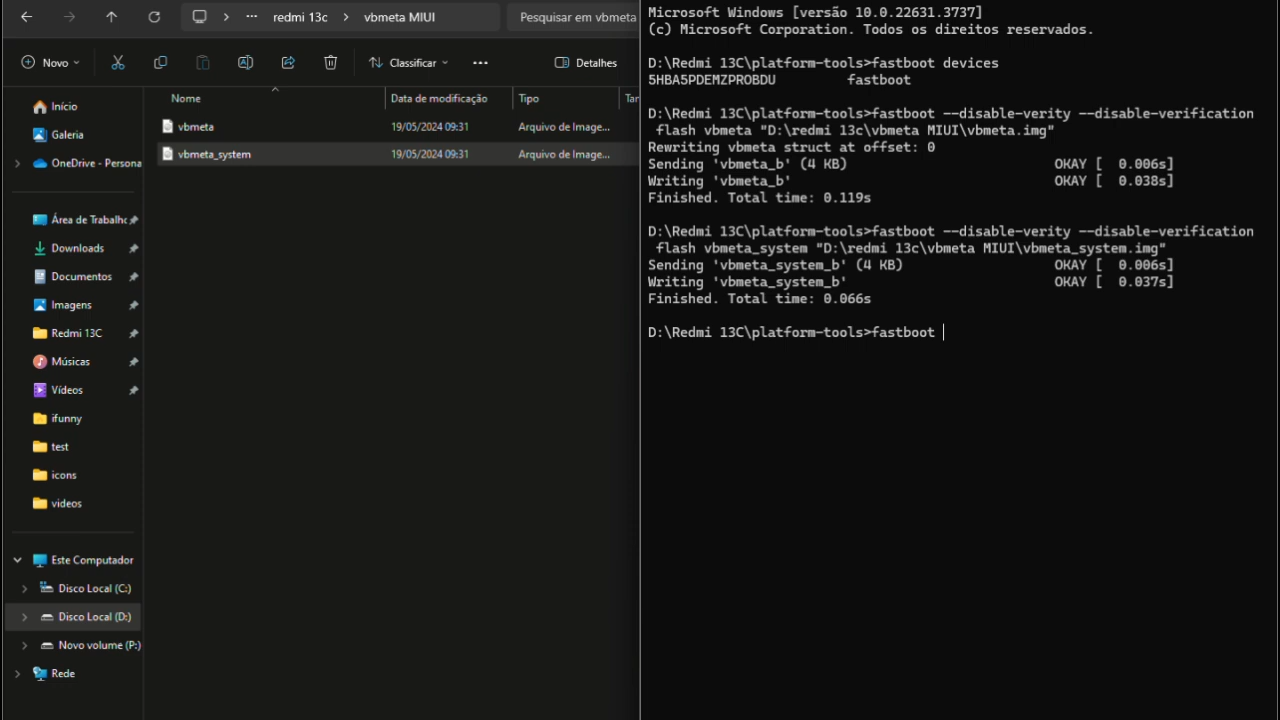 redmi 13c
vbmeta MIUI
Pesquisar em vbmeta
Novo
Classificar
Detalhes
Início
Galeria
OneDrive - Persona
Área de Trabalho
Downloads
Documentos
Imagens
Redmi 13C
Músicas
Vídeos
ifunny
test
icons
videos
Este Computador
Disco Local (C:)
Disco Local (D:)
Novo volume (P:)
Rede
Nome Data de modificação Tipo Tar
vbmeta 19/05/2024 09:31 Arquivo de Image...
vbmeta_system 19/05/2024 09:31 Arquivo de Image...
Microsoft Windows [versão 10.0.22631.3737]
(c) Microsoft Corporation. Todos os direitos reservados.
D:\Redmi 13C\platform-tools>fastboot devices
5HBA5PDEMZPROBDU fastboot
D:\Redmi 13C\platform-tools>fastboot --disable-verity --disable-verification
flash vbmeta "D:\redmi 13c\vbmeta MIUI\vbmeta.img"
Rewriting vbmeta struct at offset: 0
Sending 'vbmeta_b' (4 KB) OKAY [ 0.006s]
Writing 'vbmeta_b' OKAY [ 0.038s]
Finished. Total time: 0.119s
D:\Redmi 13C\platform-tools>fastboot --disable-verity --disable-verification
flash vbmeta_system "D:\redmi 13c\vbmeta MIUI\vbmeta_system.img"
Sending 'vbmeta_system_b' (4 KB) OKAY [ 0.006s]
Writing 'vbmeta_system_b' OKAY [ 0.037s]
Finished. Total time: 0.066s
D:\Redmi 13C\platform-tools>fastboot